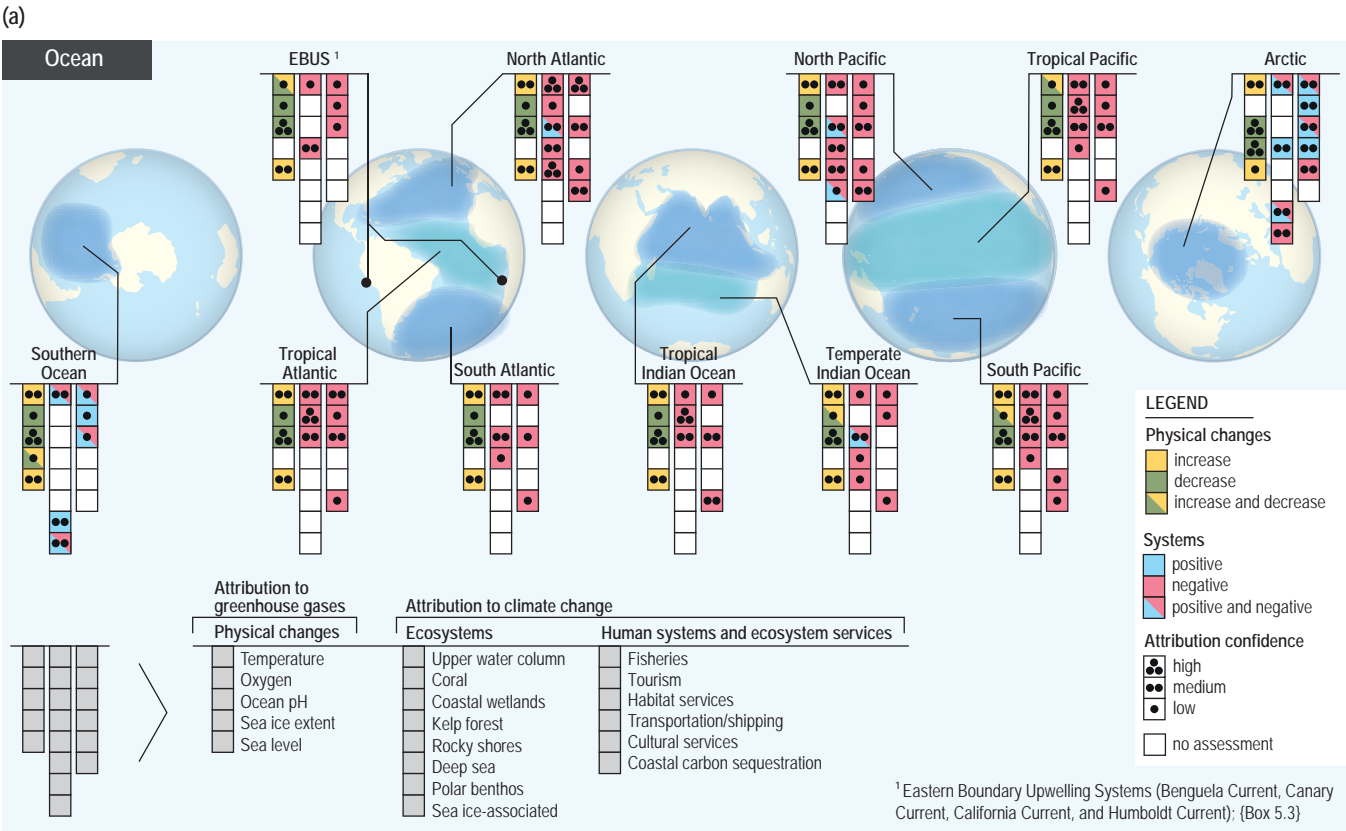 (a)
Ocean
EBUS 1
North Atlantic
North Pacific
Tropical Pacific
Arctic
Southern
Ocean
Tropical
Atlantic
South Atlantic
Tropical
Indian Ocean
Temperate
Indian Ocean
South Pacific
LEGEND
Physical changes
increase
decrease
increase and decrease
Systems
positive
negative
positive and negative
Attribution confidence
high
medium
low
no assessment
Attribution to
greenhouse gases
Physical changes
Temperature
Oxygen
Ocean pH
Sea ice extent
Sea level
Attribution to climate change
Ecosystems
Upper water column
Coral
Coastal wetlands
Kelp forest
Rocky shores
Deep sea
Polar benthos
Sea ice-associated
Human systems and ecosystem services
Fisheries
Tourism
Habitat services
Transportation/shipping
Cultural services
Coastal carbon sequestration
1 Eastern Boundary Upwelling Systems (Benguela Current, Canary
Current, California Current, and Humboldt Current); {Box 5.3}